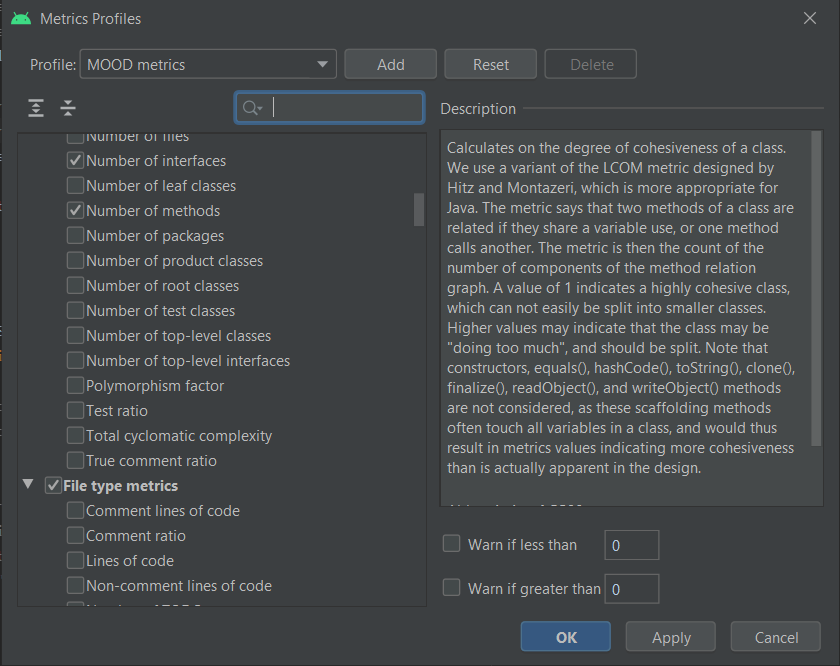 Metrics Profiles
Profile: MOOD metrics
Add
Reset
Delete
Number of files
Number of interfaces
Number of leaf classes
Number of methods
Number of packages
Number of product classes
Number of root classes
Number of test classes
Number of top-level classes
Number of top-level interfaces
Polymorphism factor
Test ratio
Total cyclomatic complexity
True comment ratio
File type metrics
Comment lines of code
Comment ratio
Lines of code
Non-comment lines of code
Description
Calculates on the degree of cohesiveness of a class.
We use a variant of the LCOM metric designed by
Hitz and Montazeri, which is more appropriate for
Java. The metric says that two methods of a class are
related if they share a variable use, or one method
calls another. The metric is then the count of the
number of components of the method relation
graph. A value of 1 indicates a highly cohesive class,
which can not easily be split into smaller classes.
Higher values may indicate that the class may be
"doing too much", and should be split. Note that
constructors, equals(), hashCode(), toString(), clone(),
finalize(), readObject(), and writeObject() methods
are not considered, as these scaffolding methods
often touch all variables in a class, and would thus
result in metrics values indicating more cohesiveness
than is actually apparent in the design.
Warn if less than 0
Warn if greater than 0
OK
Apply
Cancel